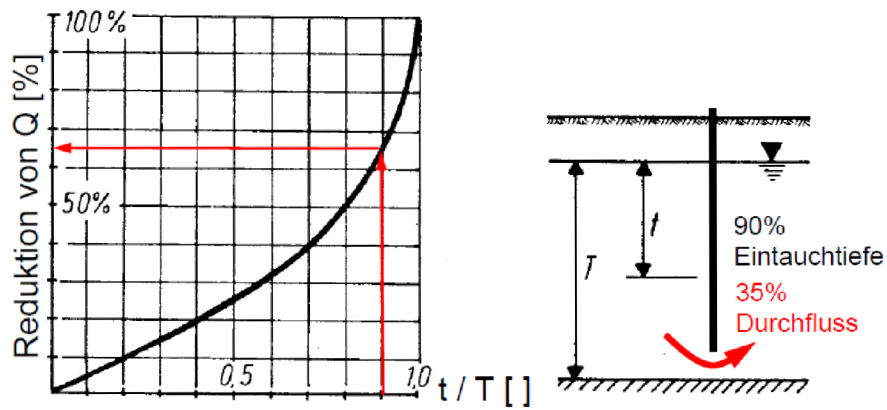 Reduktion von Q [%]
100%
50%
0,5
1,0
t / T [ ]
T
t
90%
Eintauchtiefe
35%
Durchfluss